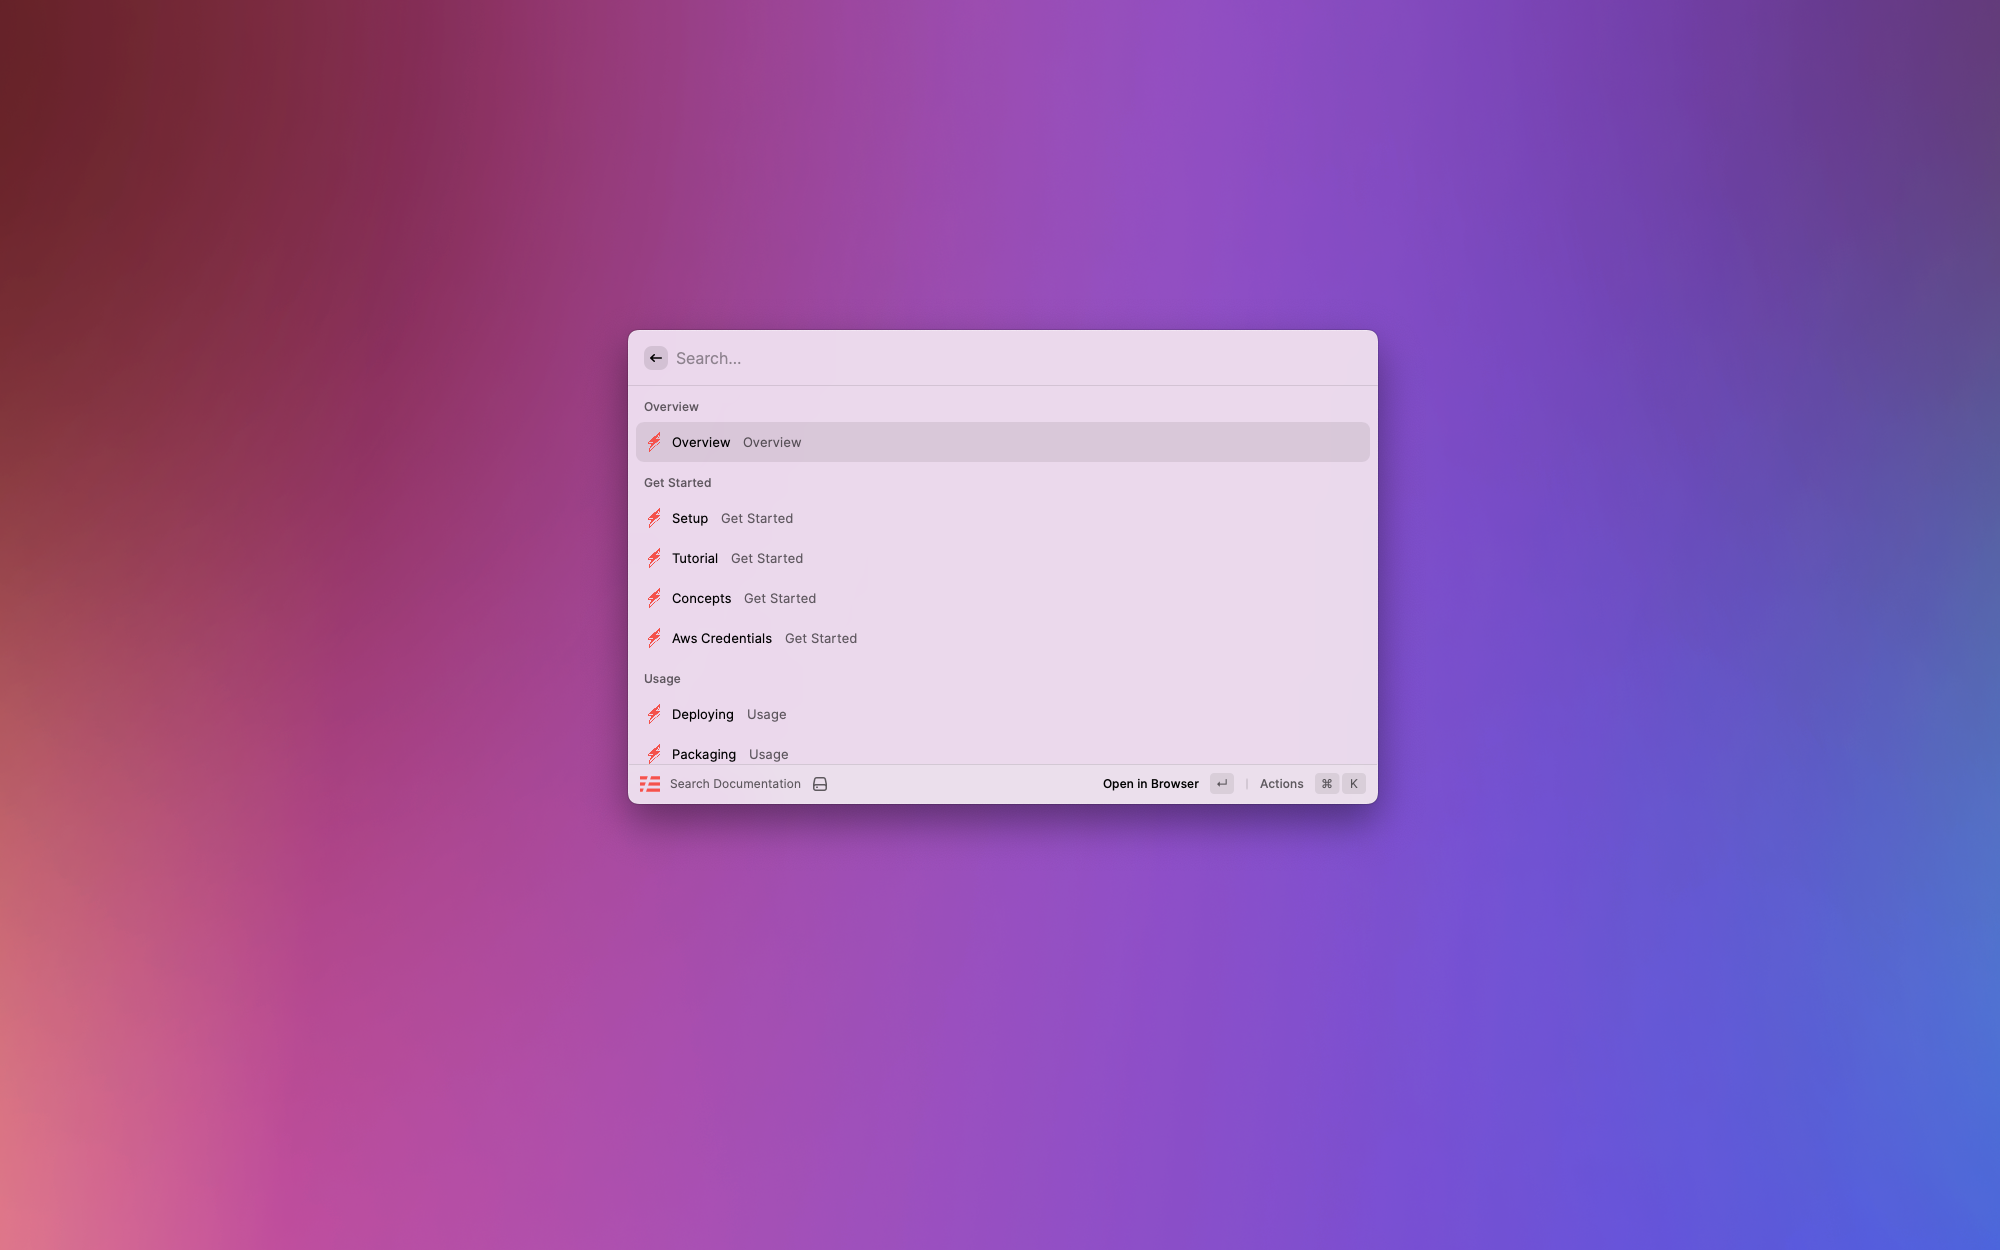 Search...
Overview
Overview Overview
Get Started
Setup Get Started
Tutorial Get Started
Concepts Get Started
Aws Credentials Get Started
Usage
Deploying Usage
Packaging Usage
Search Documentation Open in Browser ↵ | Actions ⌘ K